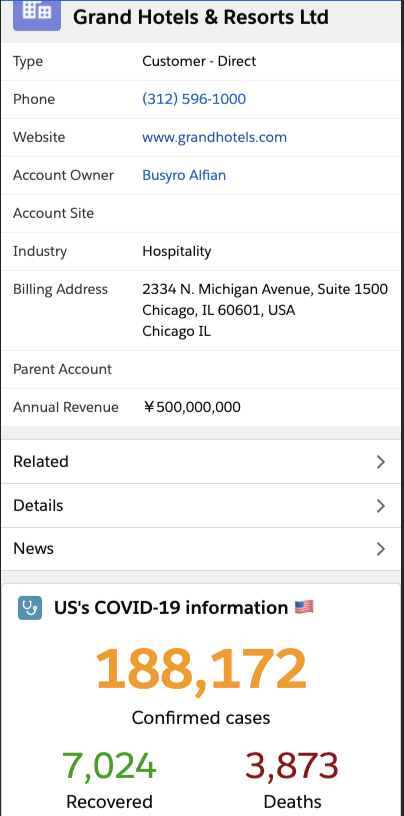 Grand Hotels & Resorts Ltd
Type Customer - Direct
Phone (312) 596-1000
Website www.grandhotels.com
Account Owner Busyro Alfian
Account Site
Industry Hospitality
Billing Address 2334 N. Michigan Avenue, Suite 1500
Chicago, IL 60601, USA
Chicago IL
Parent Account
Annual Revenue ¥500,000,000
Related
Details
News
US's COVID-19 information 🇺🇸
188,172
Confirmed cases
7,024 3,873
Recovered Deaths